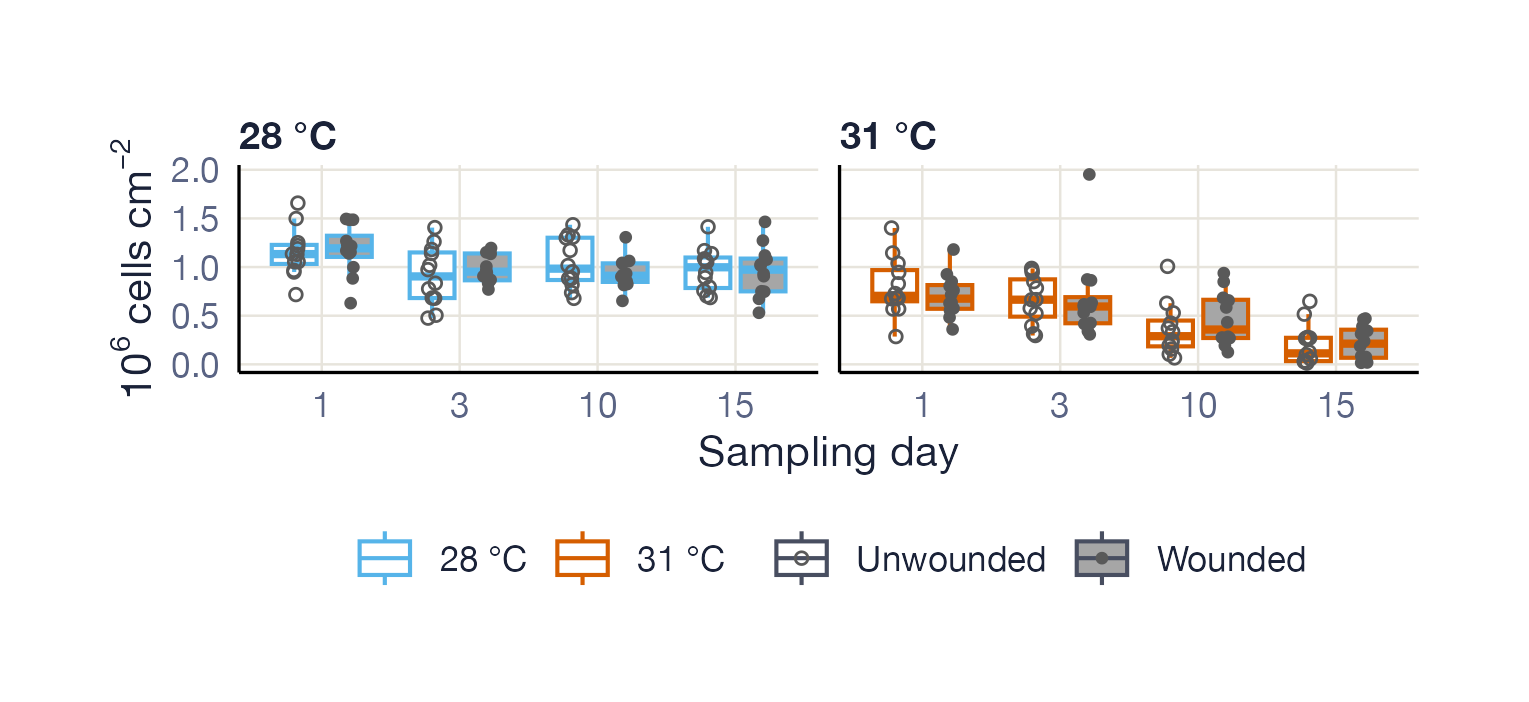 28 °C 31 °C
10⁶ cells cm⁻²
2.0
1.5
1.0
0.5
0.0
1 3 10 15 1 3 10 15
Sampling day
28 °C 31 °C Unwounded Wounded